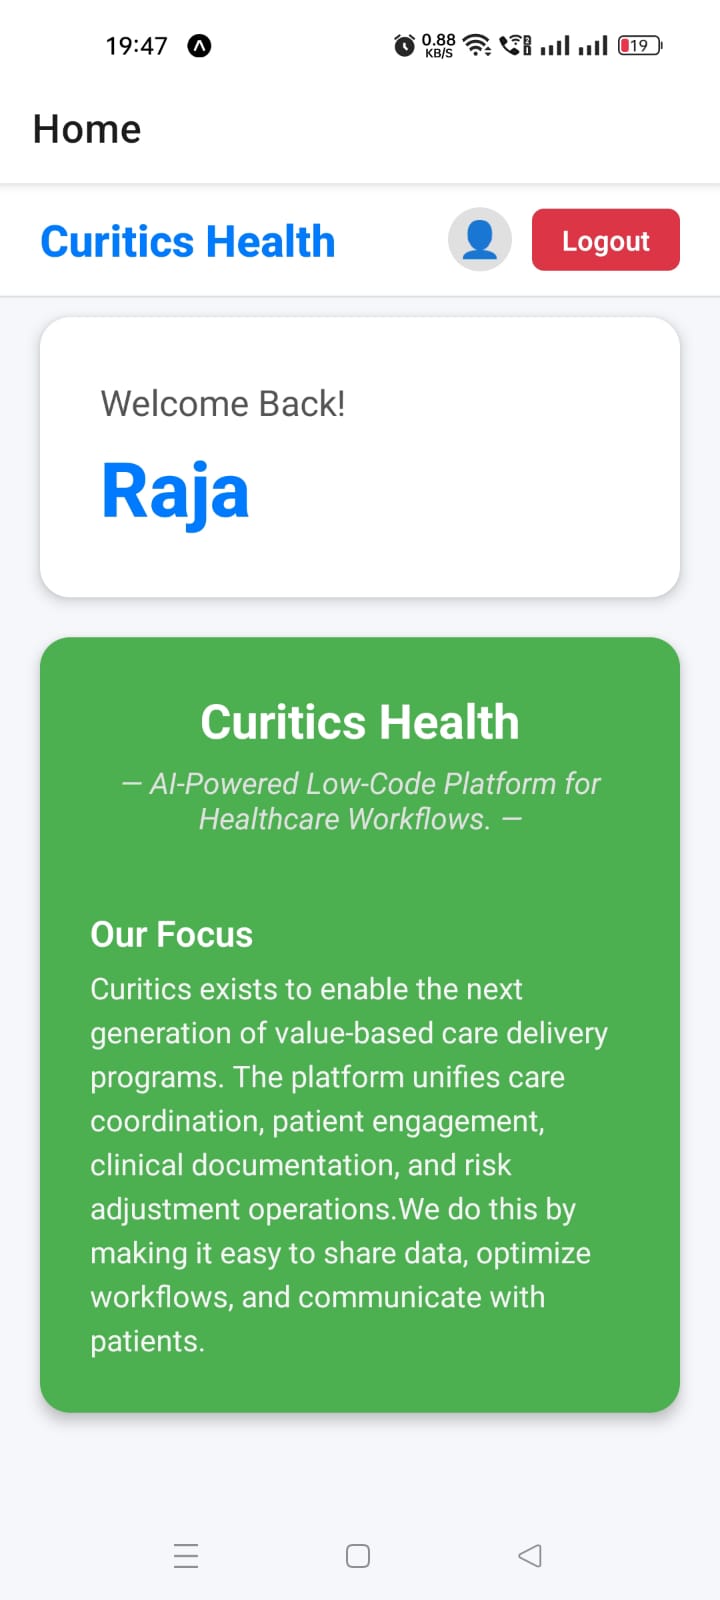 19:47
0.88
KB/S
19
Home
Curitics Health
Logout
Welcome Back!
Raja
Curitics Health
— AI-Powered Low-Code Platform for
Healthcare Workflows. —
Our Focus
Curitics exists to enable the next
generation of value-based care delivery
programs. The platform unifies care
coordination, patient engagement,
clinical documentation, and risk
adjustment operations.We do this by
making it easy to share data, optimize
workflows, and communicate with
patients.